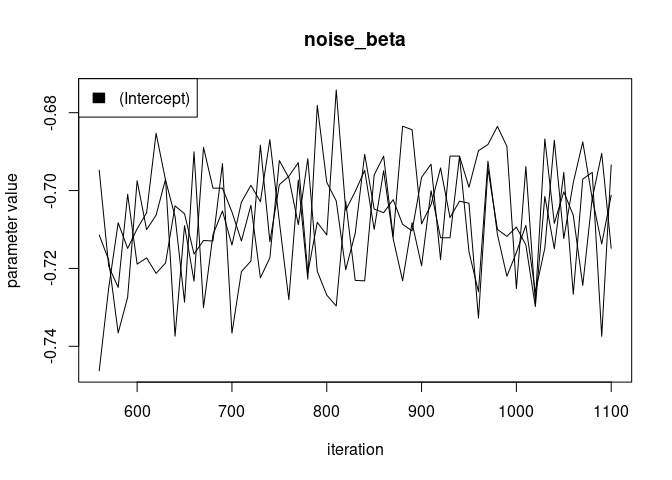 noise_beta
(Intercept)
parameter value
-0.68
-0.70
-0.72
-0.74
600 700 800 900 1000 1100
iteration